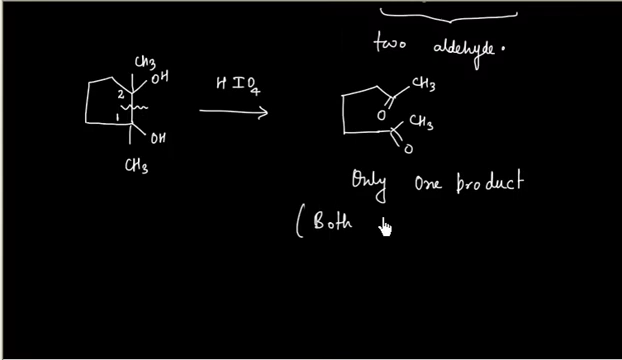 two aldehyde.
CH3
OH
2
1
OH
CH3
HIO4
CH3
O
CH3
O
Only one product
(Both